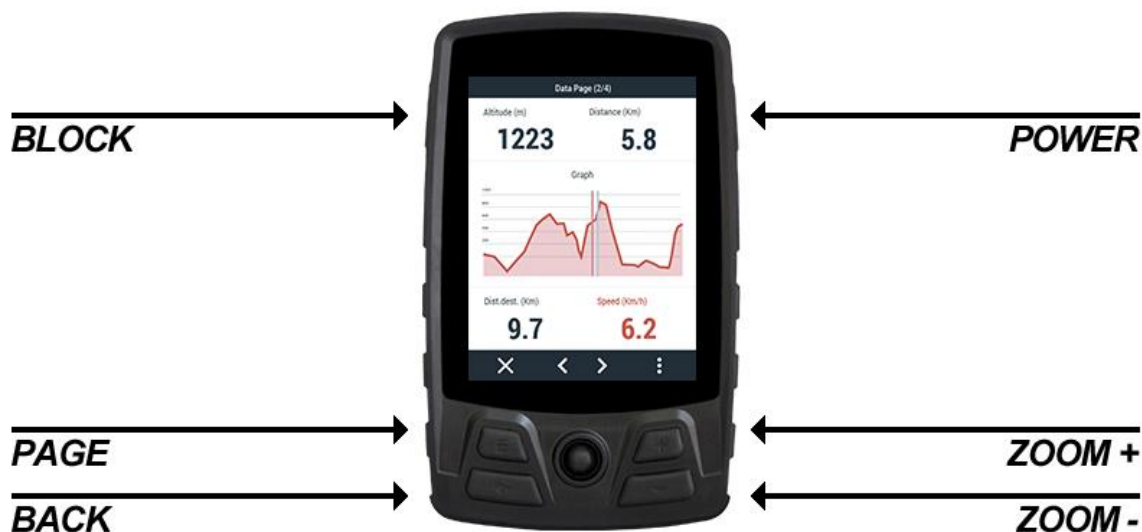 Data Page (2/4)
Altitude (m)
Distance (Km)
BLOCK
POWER
1223
5.8
Graph
Dist.dest. (Km)
Speed (Km/h)
9.7
6.2
PAGE
ZOOM +
BACK
ZOOM -